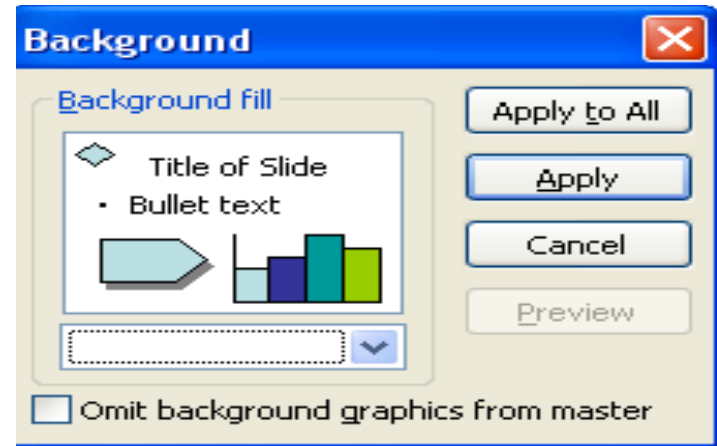 Background
Background fill
Title of Slide
• Bullet text
Apply to All
Apply
Cancel
Preview
Omit background graphics from master